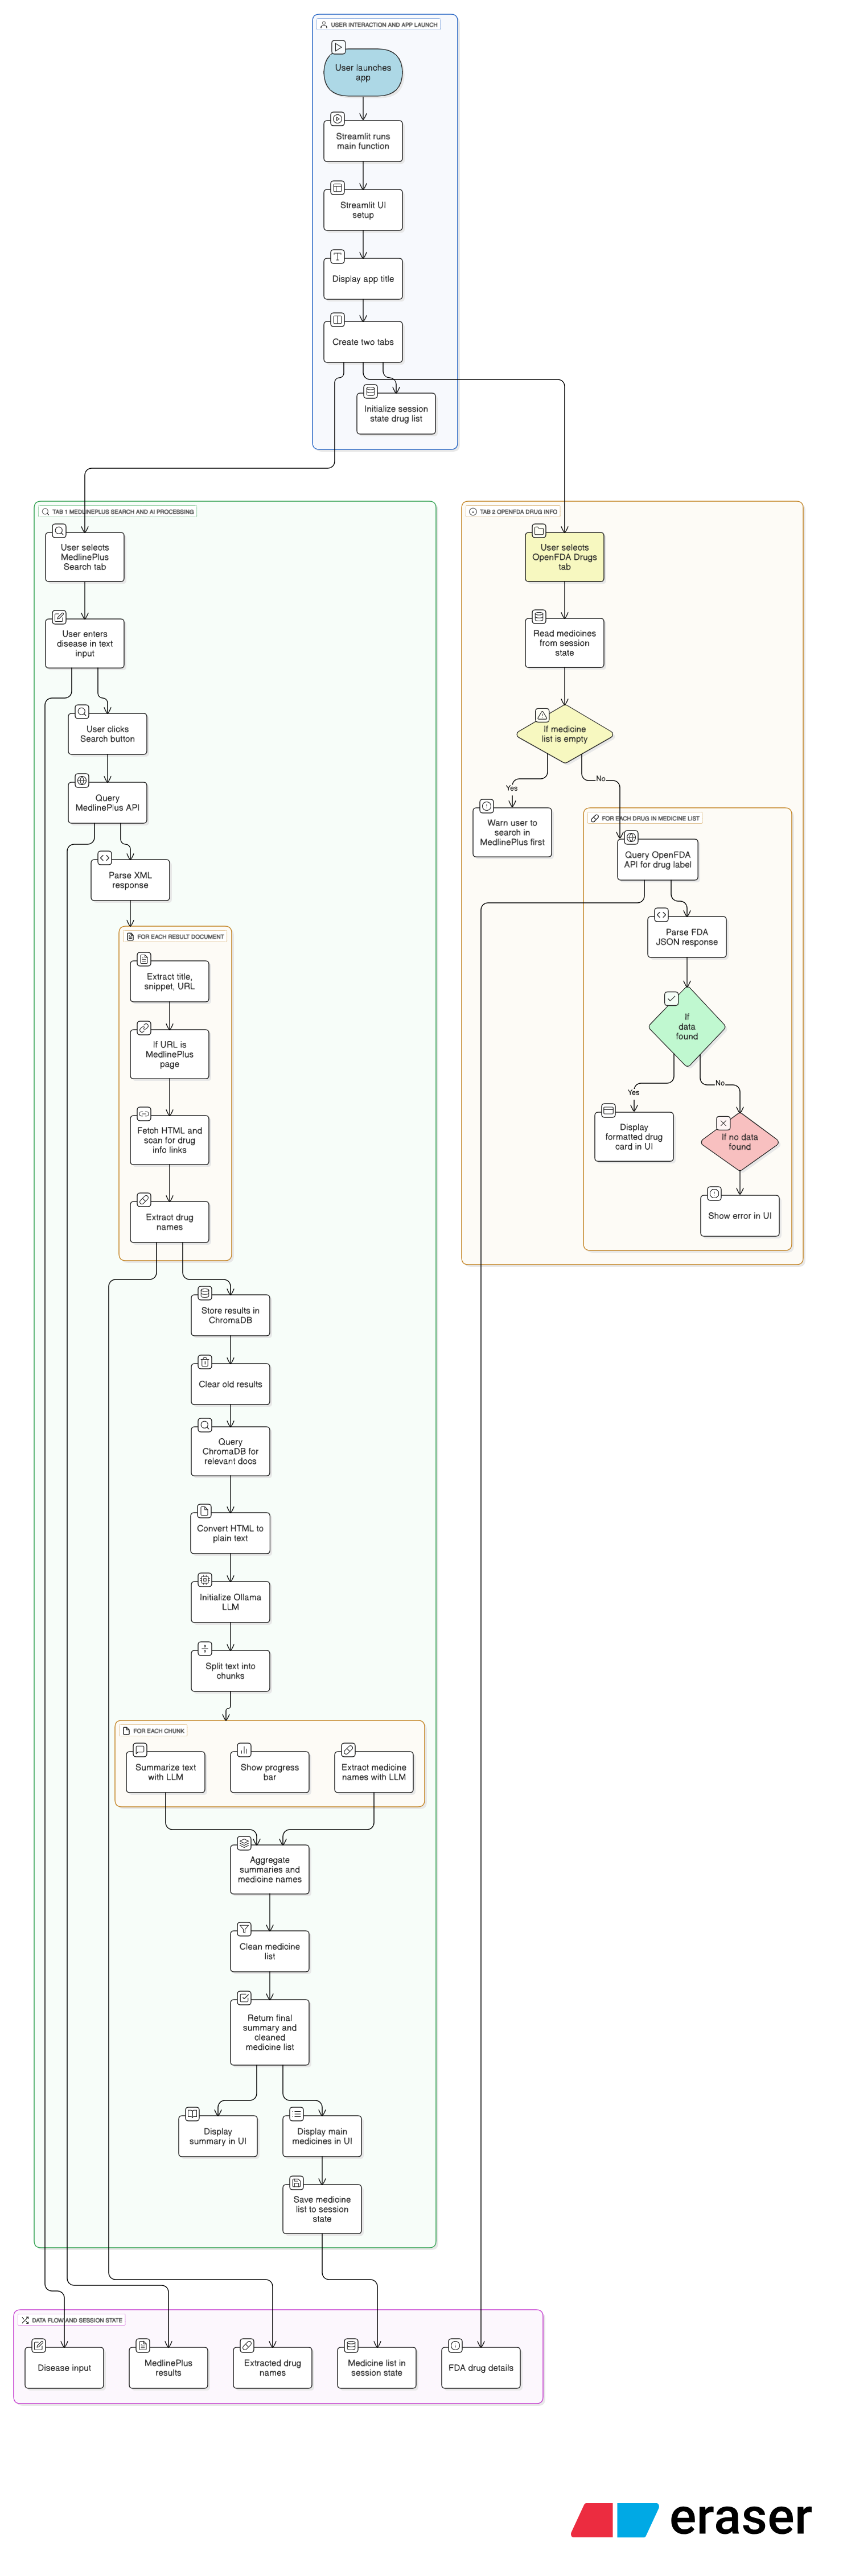 USER INTERACTION AND APP LAUNCH
User launches
app
Streamlit runs
main function
Streamlit UI
setup
Display app title
Create two tabs
Initialize session
state drug list
TAB 1 MEDLINEPLUS SEARCH AND AI PROCESSING
User selects
MedlinePlus
Search tab
User enters
disease in text
input
User clicks
Search button
Query
MedlinePlus API
Parse XML
response
FOR EACH RESULT DOCUMENT
Extract title,
snippet, URL
If URL is
MedlinePlus
page
Fetch HTML and
scan for drug
info links
Extract drug
names
Store results in
ChromaDB
Clear old results
Query
ChromaDB for
relevant docs
Convert HTML to
plain text
Initialize Ollama
LLM
Split text into
chunks
FOR EACH CHUNK
Summarize text
with LLM
Show progress
bar
Extract medicine
names with LLM
Aggregate
summaries and
medicine names
Clean medicine
list
Return final
summary and
cleaned
medicine list
Display
summary in UI
Display main
medicines in UI
Save medicine
list to session
state
TAB 2 OPENFDA DRUG INFO
User selects
OpenFDA Drugs
tab
Read medicines
from session
state
If medicine
list is empty
Yes
No
Warn user to
search in
MedlinePlus first
FOR EACH DRUG IN MEDICINE LIST
Query OpenFDA
API for drug label
Parse FDA
JSON response
If
data
found
Yes
No
Display
formatted drug
card in UI
If no data
found
Show error in UI
DATA FLOW AND SESSION STATE
Disease input
MedlinePlus
results
Extracted drug
names
Medicine list in
session state
FDA drug details
eraser